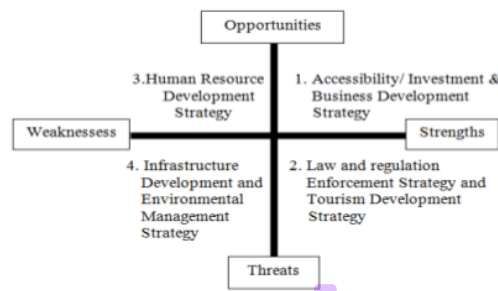 Opportunities
3.Human Resource
Development
Strategy
1. Accessibility/ Investment &
Business Development
Strategy
Weaknessess
Strengths
4. Infrastructure
Development and
Environmental
Management
Strategy
2. Law and regulation
Enforcement Strategy and
Tourism Development
Strategy
Threats